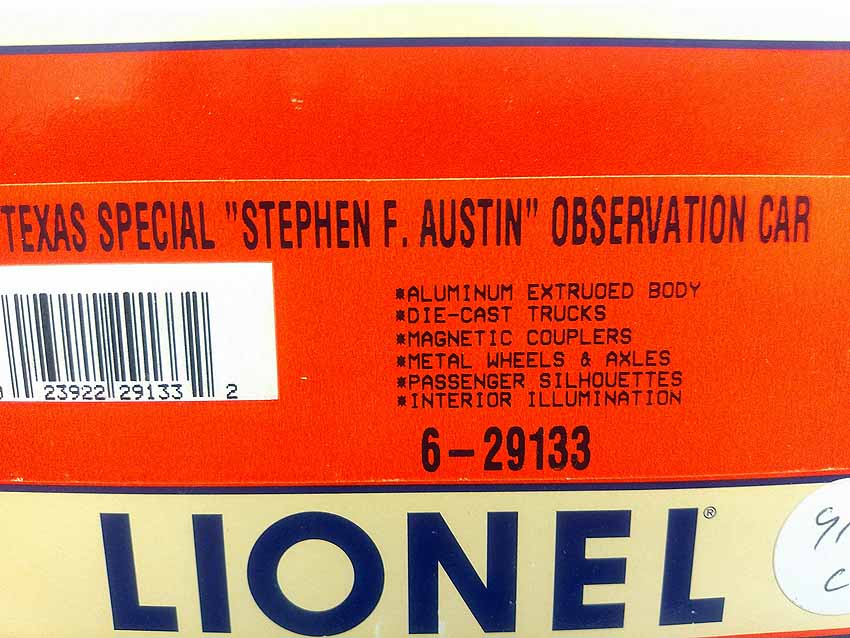 TEXAS SPECIAL "STEPHEN F. AUSTIN" OBSERVATION CAR
*ALUMINUM EXTRUOED BODY
*DIE-CAST TRUCKS
*MAGNETIC COUPLERS
*METAL WHEELS & AXLES
*PASSENGER SILHOUETTES
*INTERIOR ILLUMINATION
23922 29133 2
6-29133
LIONEL®